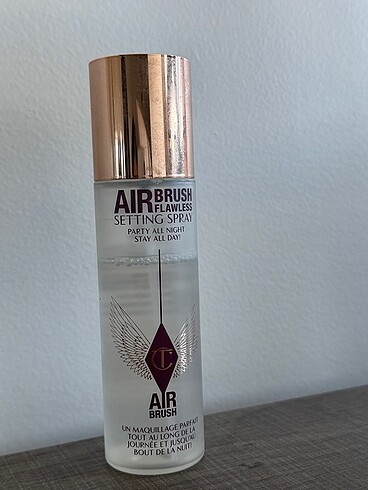 AIRBRUSH
FLAWLESS
SETTING SPRAY
PARTY ALL NIGHT
STAY ALL DAY!
CT
AIR
BRUSH
UN MAQUILLAGE PARFAIT
TOUT AU LONG DE LA
JOURNÉE ET JUSQU'AU
BOUT DE LA NUIT!